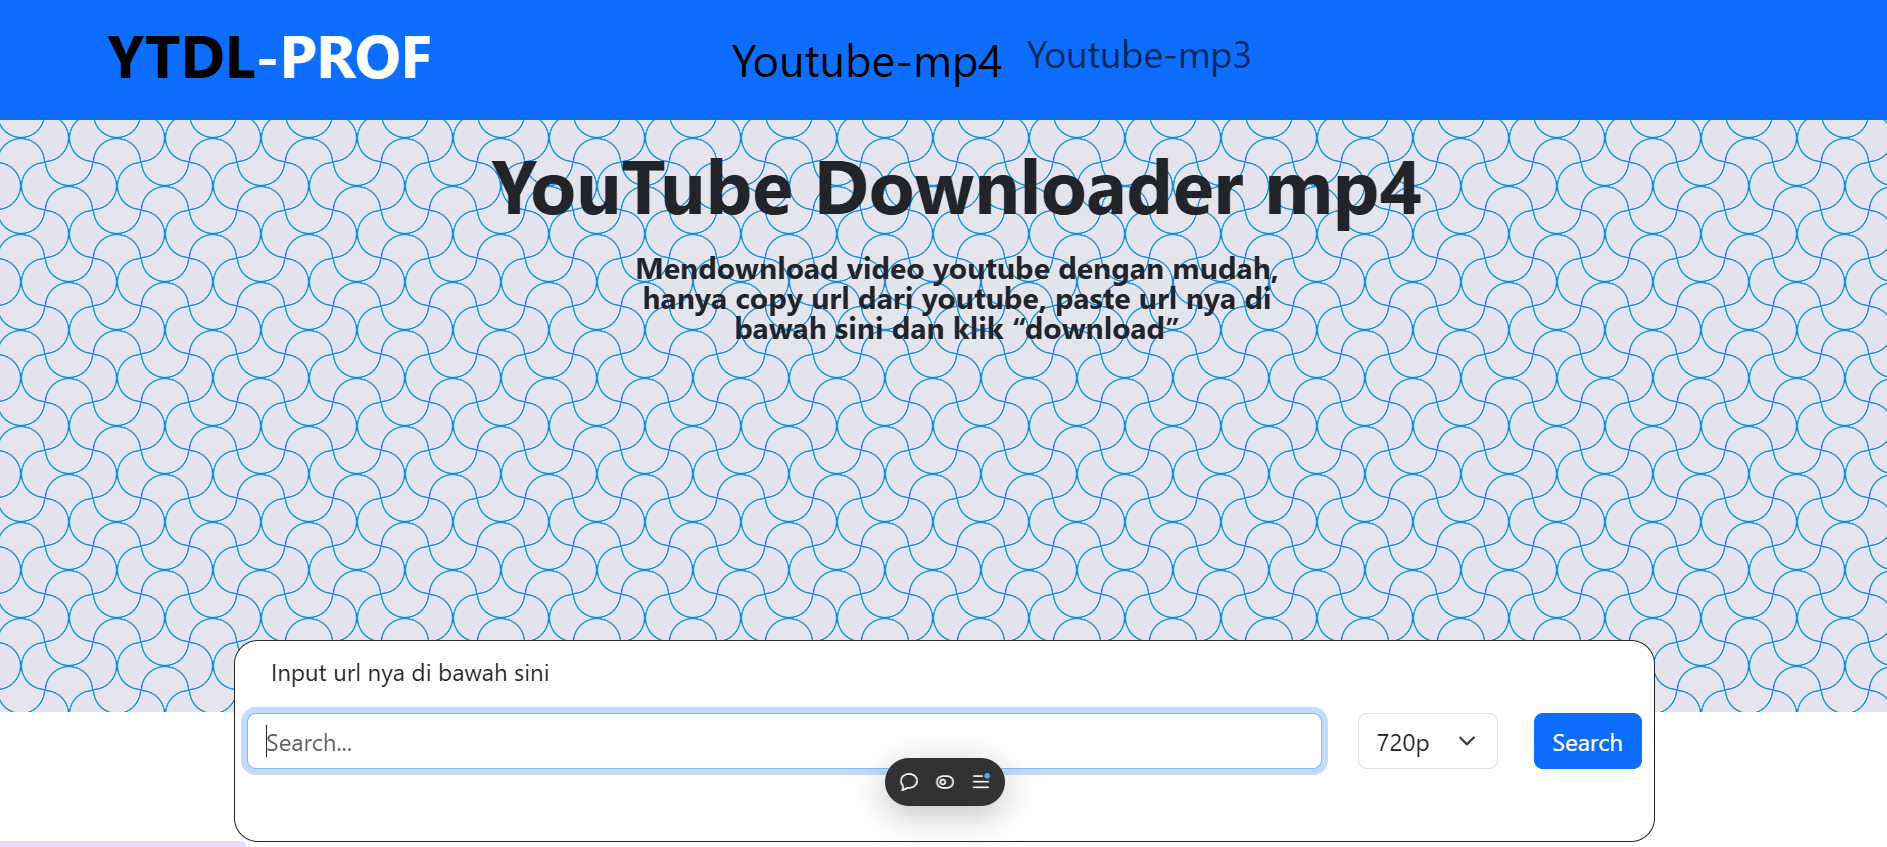 YTDL-PROF
Youtube-mp4 Youtube-mp3
YouTube Downloader mp4
Mendownload video youtube dengan mudah,
hanya copy url dari youtube, paste url nya di
bawah sini dan klik “download”
Input url nya di bawah sini
Search...
720p
Search